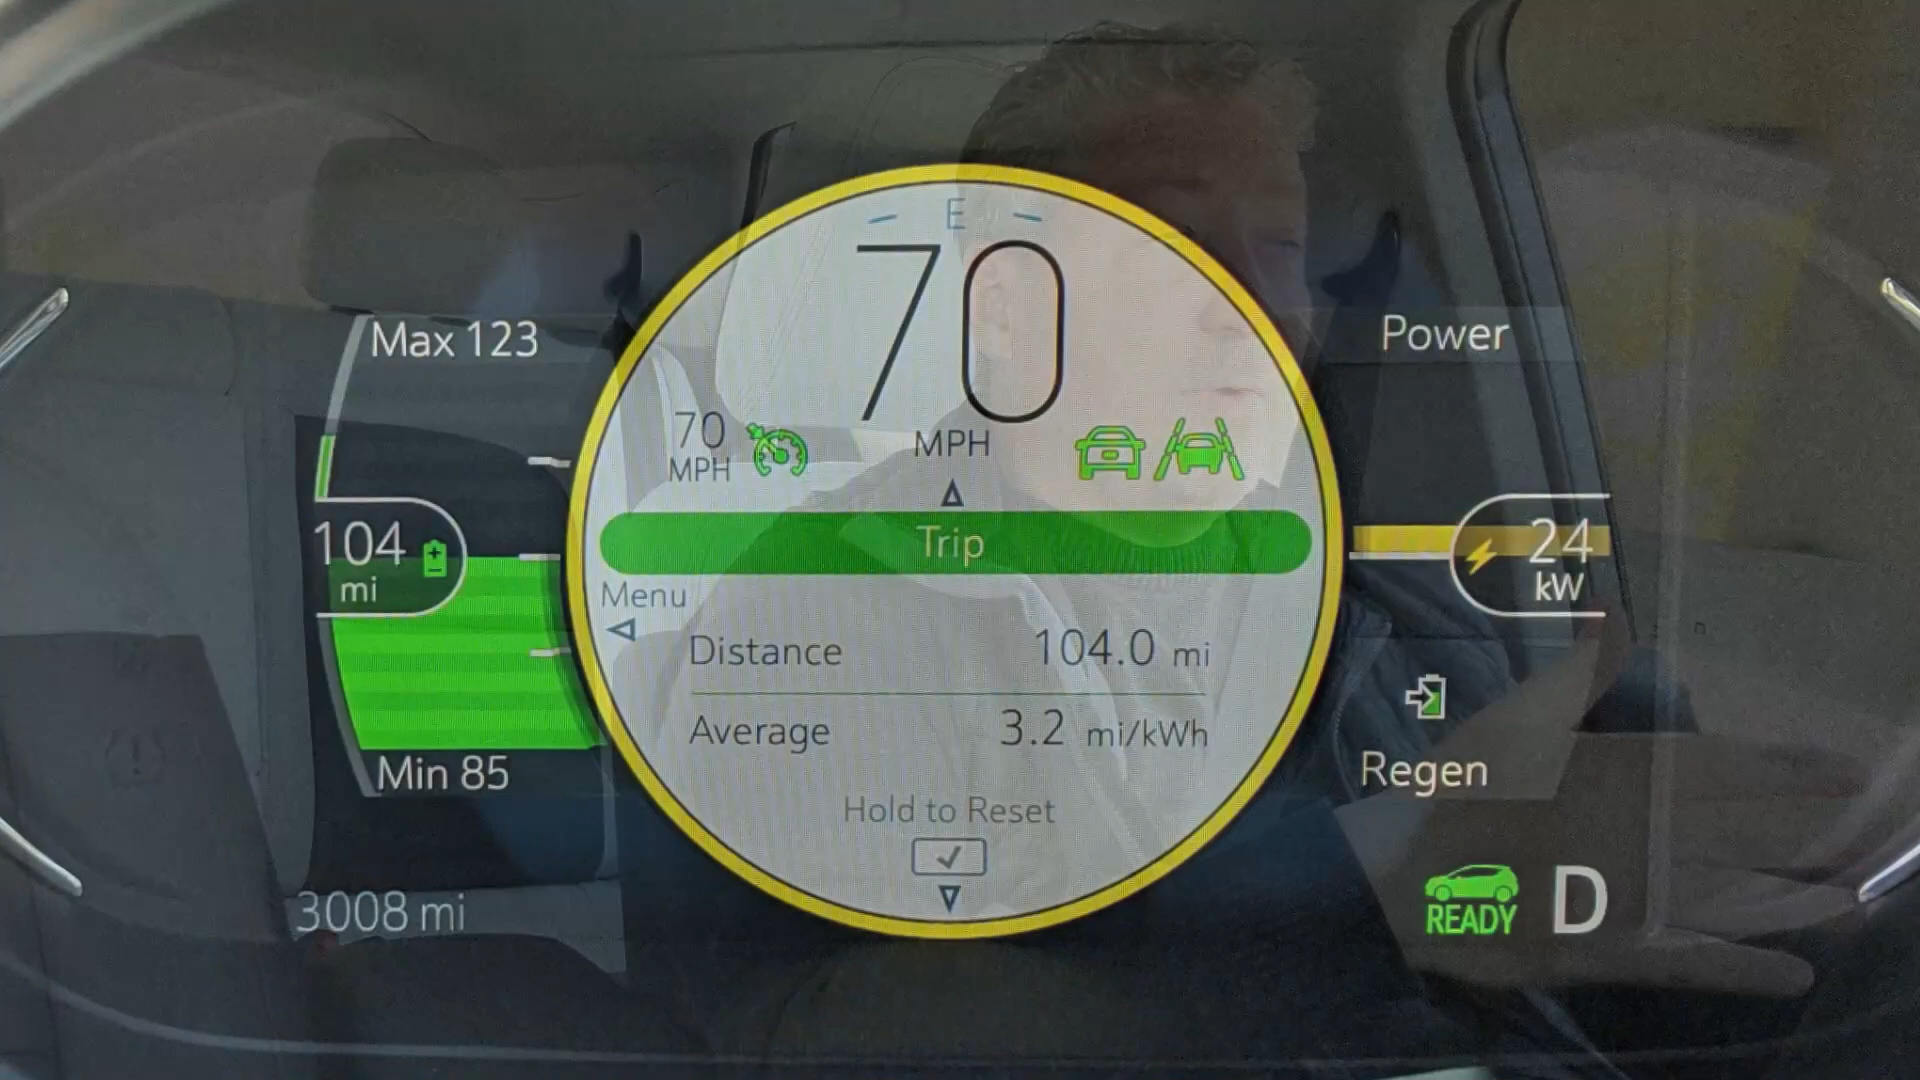 E
70
MPH
Max 123
Power
70
MPH
104
mi
Trip
24
kW
Menu
Distance 104.0 mi
Average 3.2 mi/kWh
Min 85
Regen
Hold to Reset
3008 mi
READY D